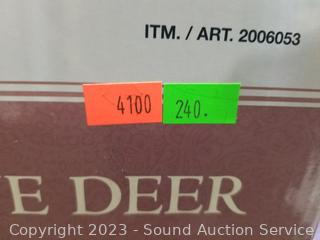 ITM. / ART. 2006053
4100 240.
E DEER
Copyright © 2023 - Sound Auction Service